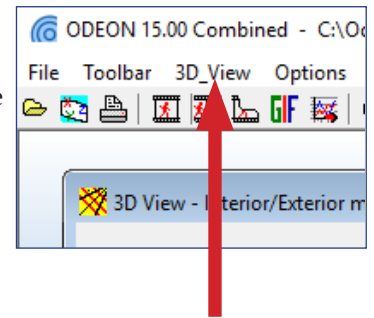 ODEON 15.00 Combined - C:\Od
File Toolbar 3D_View Options
GIF
3D View - Interior/Exterior m